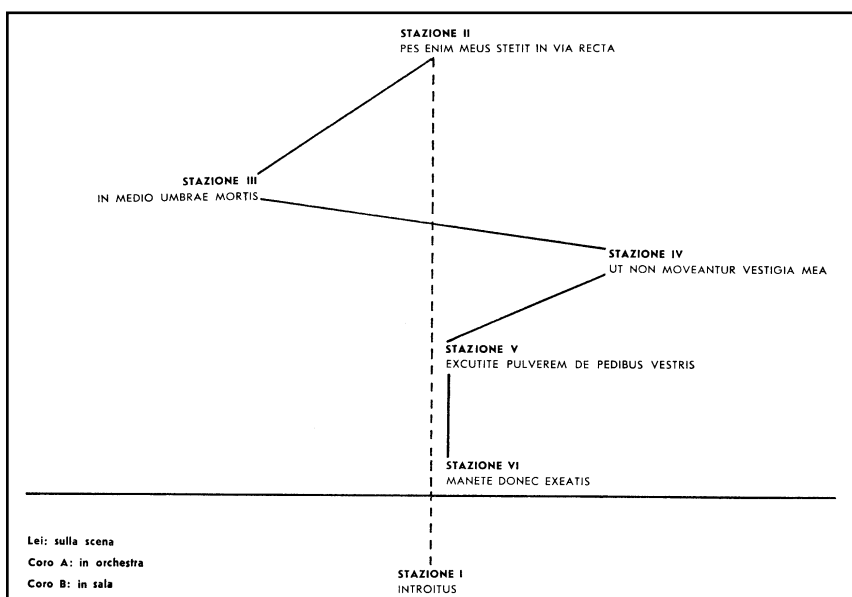 STAZIONE II
PES ENIM MEUS STETIT IN VIA RECTA
STAZIONE III
IN MEDIO UMBRAE MORTIS
STAZIONE IV
UT NON MOVEANTUR VESTIGIA MEA
STAZIONE V
EXCUTITE PULVEREM DE PEDIBUS VESTRIS
STAZIONE VI
MANETE DONEC EXEATIS
Lei: sulla scena
Coro A: in orchestra
Coro B: in sala
STAZIONE I
INTROITUS